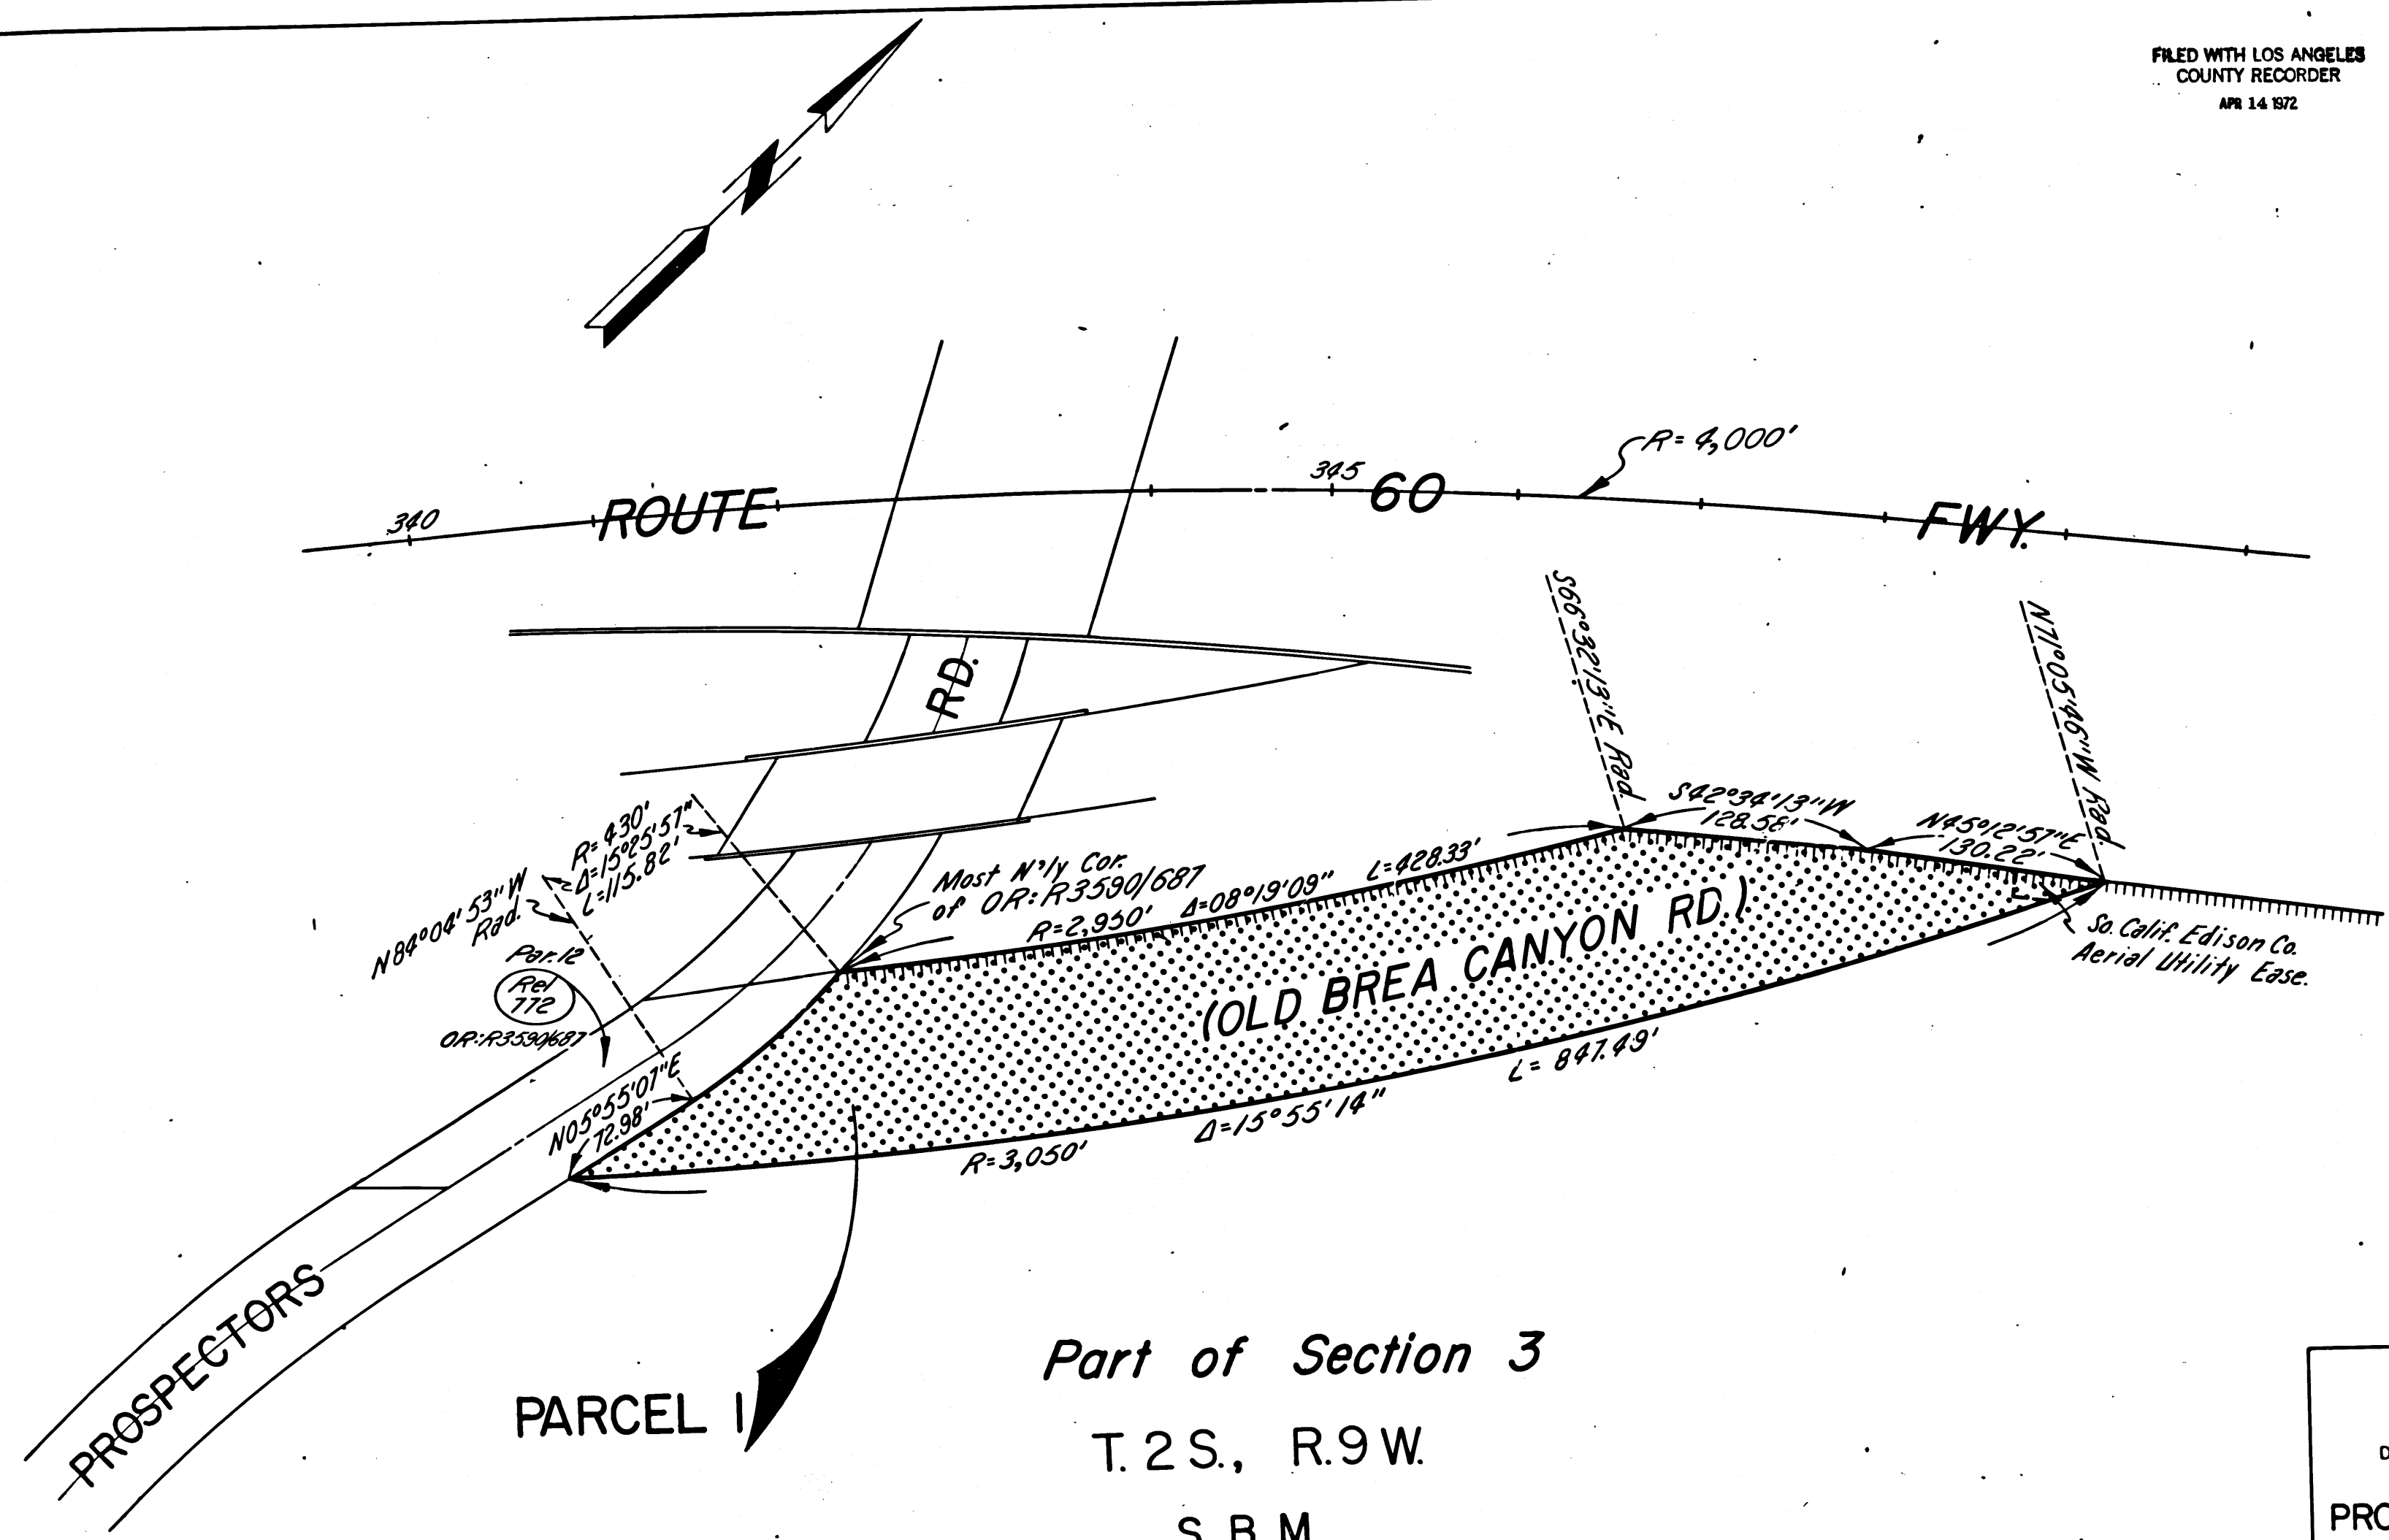 FILED WITH LOS ANGELES
COUNTY RECORDER
APR 14 1972
N
R= 4,000'
340
ROUTE
345
60
FWY.
S66°32'13"E Rad.
N71°05'46"W Rad.
RD.
R= 430'
Δ=15°25'57"
L=115.82'
N84°04'53"W
Rad.
Par. 12
Rel
772
OR:R3590/687
N05°55'07"E
72.98'
Most N'ly Cor.
of OR: R3590/687
R=2,950' Δ=08°19'09" L=428.33'
S42°34'13"W
128.58'
N45°12'57"E
130.22'
(OLD BREA CANYON RD.)
So. Calif. Edison Co.
Aerial Utility Ease.
R=3,050' Δ=15°55'14" L= 847.49'
PROSPECTORS
PARCEL 1
Part of Section 3
T. 2 S., R. 9 W.
S. B. M.
D
PRO